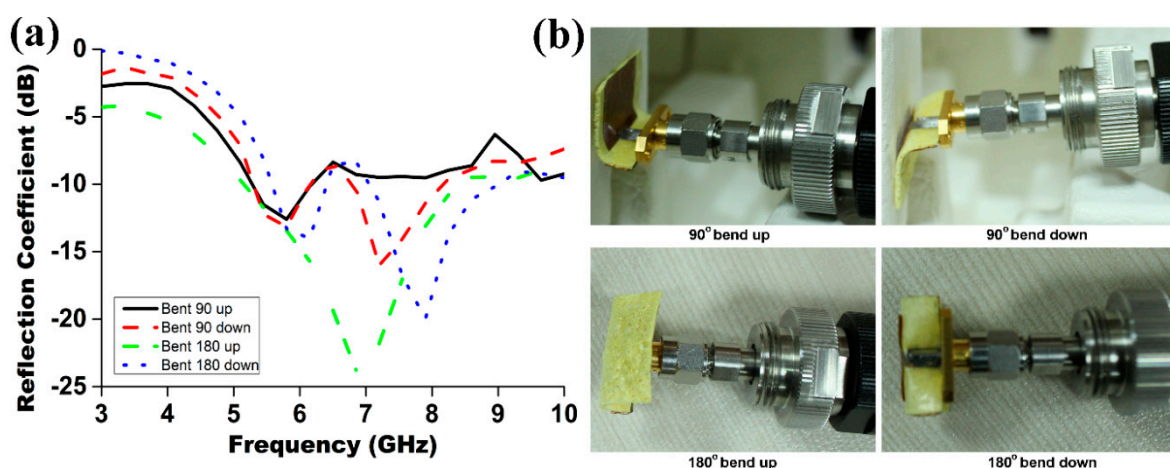 (a)
0
-5
-10
-15
-20
-25
Reflection Coefficient (dB)
Bent 90 up
Bent 90 down
Bent 180 up
Bent 180 down
3 4 5 6 7 8 9 10
Frequency (GHz)
(b)
90° bend up
90° bend down
180° bend up
180° bend down